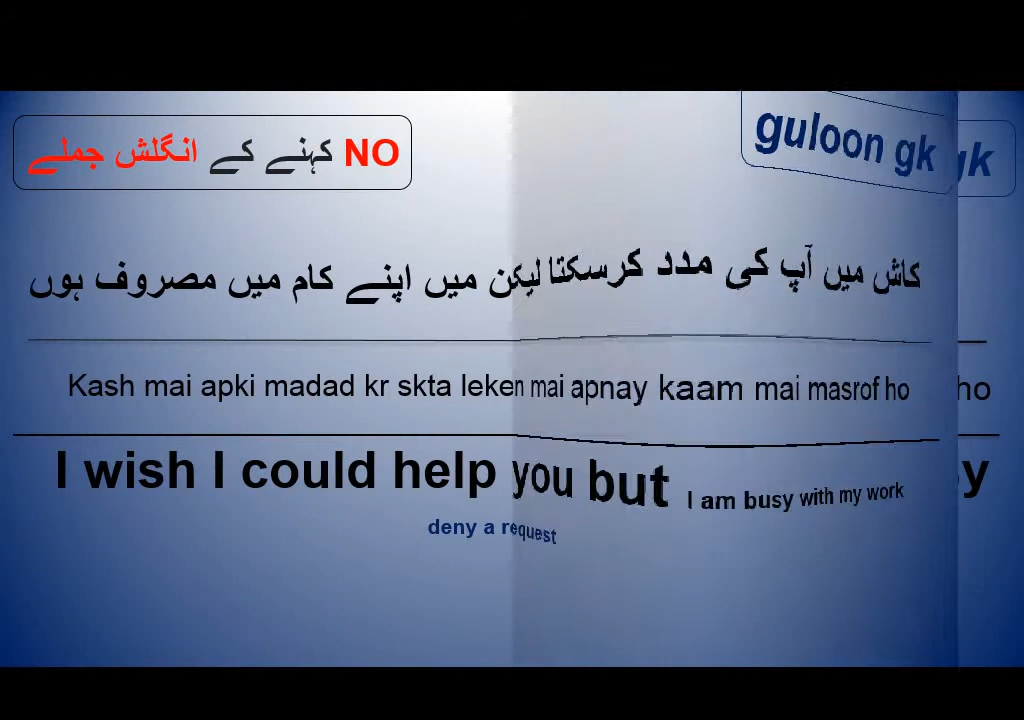 NO کہنے کے انگلش جملے
guloon gk
gk
کاش میں آپ کی مدد کرسکتا لیکن میں اپنے کام میں مصروف ہوں
Kash mai apki madad kr skta leken mai apnay kaam mai masrof ho
ho
I wish I could help you but I am busy with my work
y
deny a request